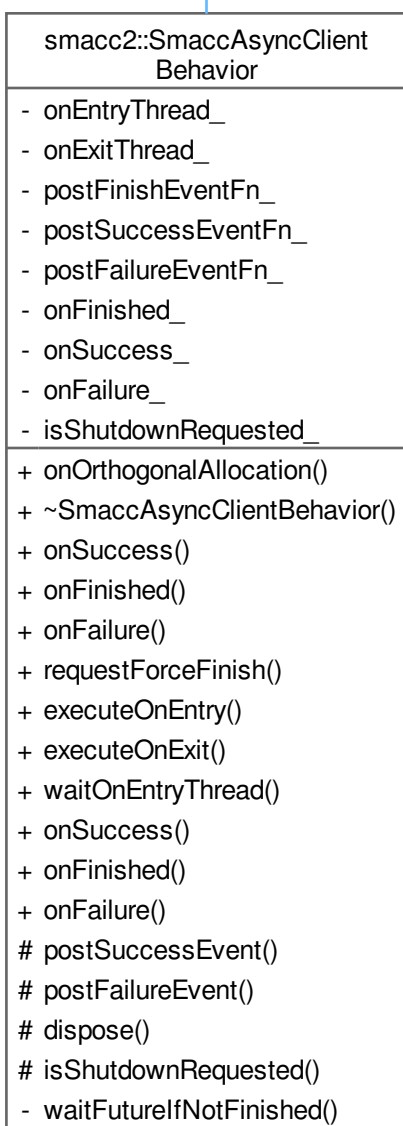 smacc2::SmaccAsyncClient
Behavior
- onEntryThread_
- onExitThread_
- postFinishEventFn_
- postSuccessEventFn_
- postFailureEventFn_
- onFinished_
- onSuccess_
- onFailure_
- isShutdownRequested_
+ onOrthogonalAllocation()
+ ~SmaccAsyncClientBehavior()
+ onSuccess()
+ onFinished()
+ onFailure()
+ requestForceFinish()
+ executeOnEntry()
+ executeOnExit()
+ waitOnEntryThread()
+ onSuccess()
+ onFinished()
+ onFailure()
# postSuccessEvent()
# postFailureEvent()
# dispose()
# isShutdownRequested()
- waitFutureIfNotFinished()